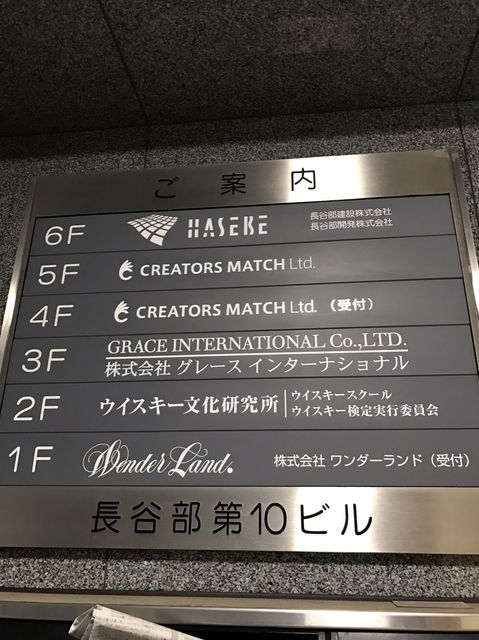 ご案内
6F HASEBE 長谷部建設株式会社
長谷部開発株式会社
5F CREATORS MATCH Ltd.
4F CREATORS MATCH Ltd. (受付)
3F GRACE INTERNATIONAL Co.,LTD.
株式会社 グレース インターナショナル
2F ウイスキー文化研究所 ウイスキースクール
ウイスキー検定実行委員会
1F Wonder Land. 株式会社 ワンダーランド (受付)
長谷部第10ビル